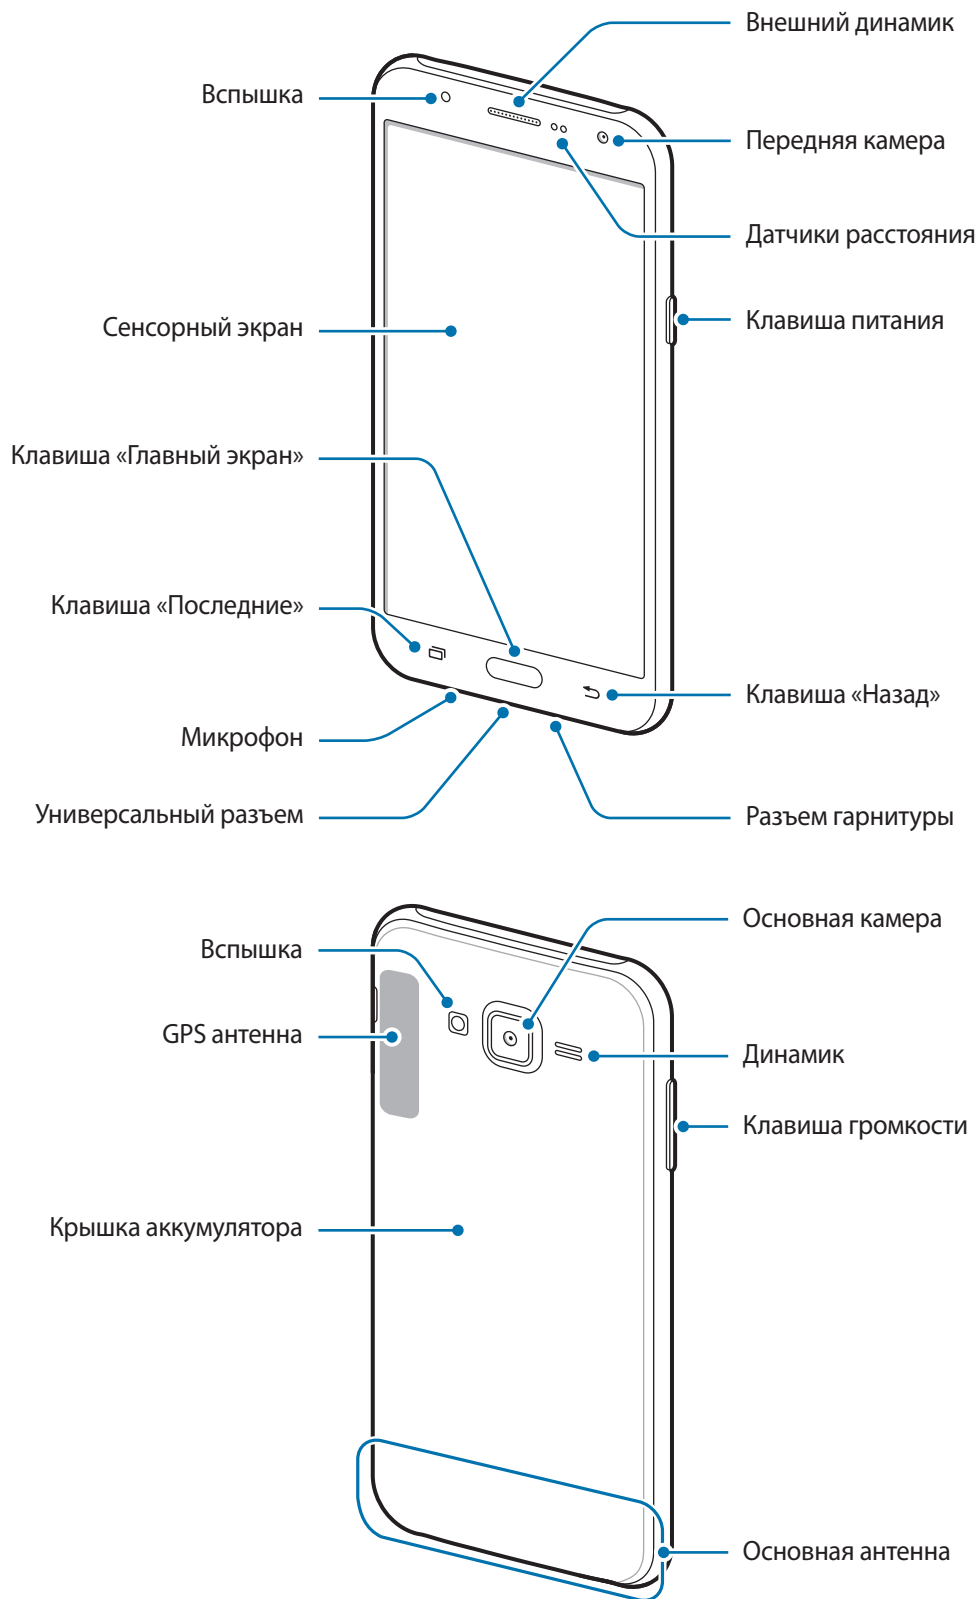 Внешний динамик
Вспышка
Передняя камера
Датчики расстояния
Сенсорный экран
Клавиша питания
Клавиша «Главный экран»
Клавиша «Последние»
Клавиша «Назад»
Микрофон
Универсальный разъем
Разъем гарнитуры
Основная камера
Вспышка
GPS антенна
Динамик
Клавиша громкости
Крышка аккумулятора
Основная антенна